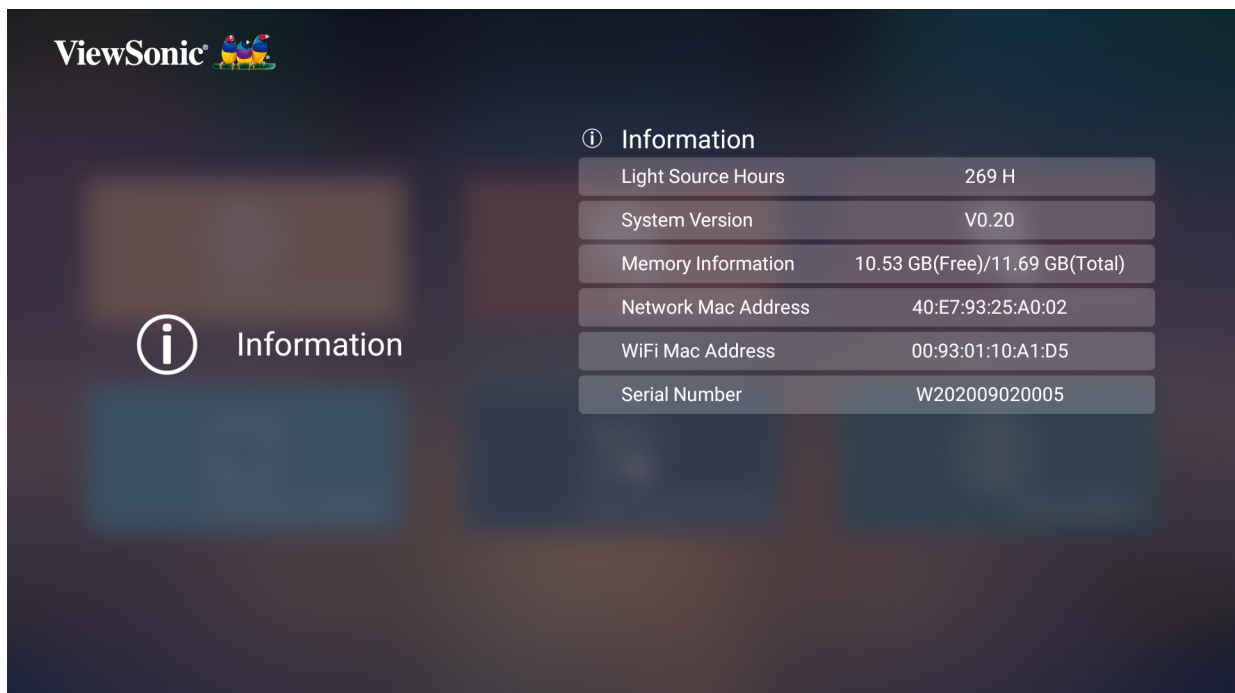 ViewSonic®
Information
Light Source Hours 269 H
System Version V0.20
Memory Information 10.53 GB(Free)/11.69 GB(Total)
Network Mac Address 40:E7:93:25:A0:02
WiFi Mac Address 00:93:01:10:A1:D5
Serial Number W202009020005
Information